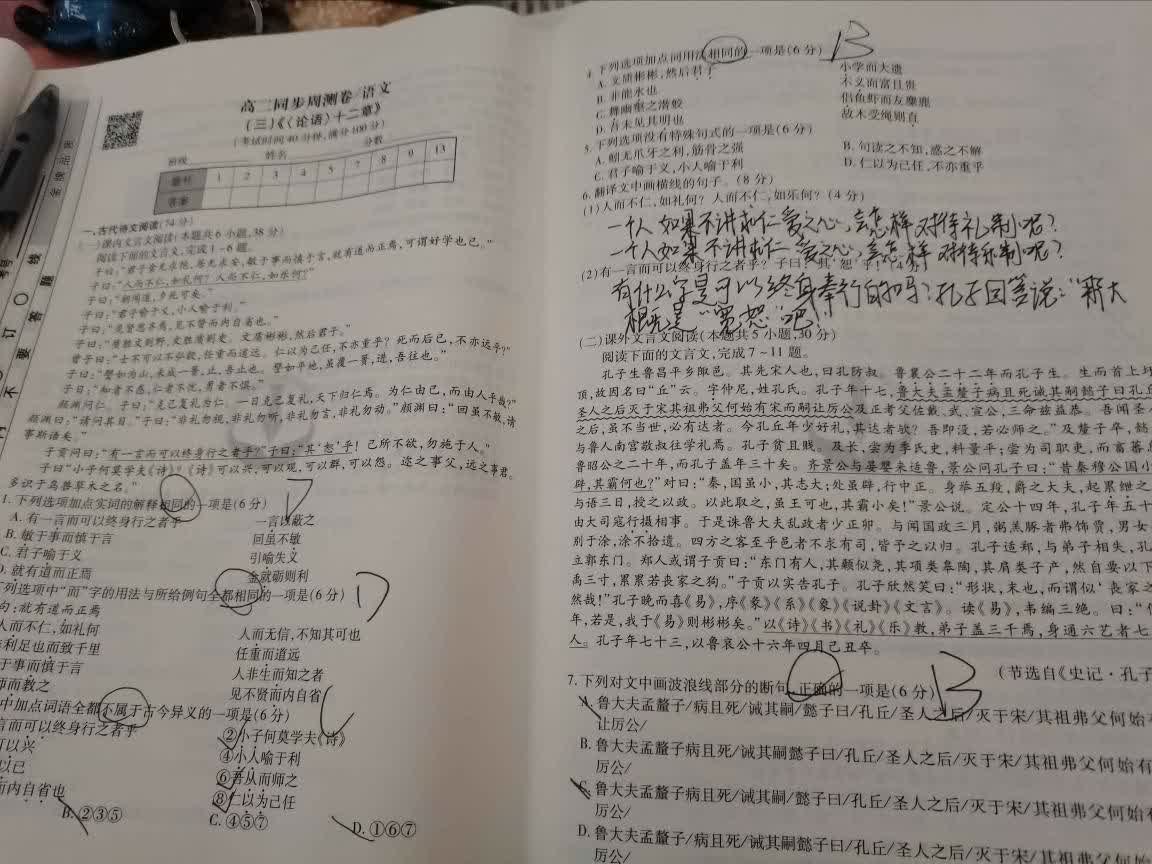 高二同步周测卷/语文
(三)《〈论语〉十二章》
(考试时间40分钟,满分100分)
班级 姓名 分数
题号 1 2 3 4 5 7 8 9 13
答案
一、古代诗文阅读(74分)
(一)课内文言文阅读(本题共6小题,38分)
阅读下面的文言文,完成1~6题。
子曰:“君子食无求饱,居无求安,敏于事而慎于言,就有道而正焉,可谓好学也已。”
子曰:“人而不仁,如礼何?人而不仁,如乐何?”
子曰:“朝闻道,夕死可矣。”
子曰:“君子喻于义,小人喻于利。”
子曰:“见贤思齐焉,见不贤而内自省也。”
子曰:“质胜文则野,文胜质则史。文质彬彬,然后君子。”
曾子曰:“士不可以不弘毅,任重而道远。仁以为己任,不亦重乎?死而后已,不亦远乎?”
子曰:“譬如为山,未成一篑,止,吾止也。譬如平地,虽覆一篑,进,吾往也。”
子曰:“知者不惑,仁者不忧,勇者不惧。”
颜渊问仁。子曰:“克己复礼为仁。一日克己复礼,天下归仁焉。为仁由己,而由人乎哉?”
颜渊曰:“请问其目。”子曰:“非礼勿视,非礼勿听,非礼勿言,非礼勿动。”颜渊曰:“回虽不敏,请
事斯语矣。”
子贡问曰:“有一言而可以终身行之者乎?”子曰:“其‘恕’乎!己所不欲,勿施于人。”
子曰“小子何莫学夫《诗》?《诗》可以兴,可以观,可以群,可以怨。迩之事父,远之事君。
多识于鸟兽草木之名。”
1.下列选项加点实词的解释相同的一项是(6分) D
A.有一言而可以终身行之者乎 一言以蔽之
B.敏于事而慎于言 回虽不敏
C.君子喻于义 引喻失义
D.就有道而正焉 金就砺则利
列选项中“而”字的用法与所给例句全都相同的一项是(6分) D
句:就有道而正焉
人而不仁,如礼何 人而无信,不知其可也
利足也而致千里 任重而道远
于事而慎于言 人非生而知之者
师而教之 见不贤而内自省
中加点词语全都不属于古今异义的一项是(6分) C
言而可以终身行之者乎 ②小子何莫学夫《诗》
可以兴 ④小人喻于利
以已 ⑥吾从而师之
而内自省也 ⑧仁以为己任
B.②③⑤ C.④⑤⑦ D.①⑥⑦
4.下列选项加点词用法相同的一项是(6分) B
A.文质彬彬,然后君子 小学而大遗
B.非能水也 不义而富且贵
C.舞幽壑之潜蛟 侣鱼虾而友麋鹿
D.吾未见其明也 故木受绳则直
5.下列选项没有特殊句式的一项是(6分)
A.蚓无爪牙之利,筋骨之强 B.句读之不知,惑之不解
C.君子喻于义,小人喻于利 D.仁以为己任,不亦重乎
6.翻译文中画横线的句子。(8分)
(1)人而不仁,如礼何?人而不仁,如乐何?(4分)
一个人如果不讲求仁爱之心,会怎样对待礼制呢?
一个人如果不讲求仁爱之心,会怎样对待乐制呢?
(2)有一言而可以终身行之者乎?子曰:“其‘恕’乎!(4分)
有什么字是可以终身奉行的吗?孔子回答说:“那大
概就是“宽恕”吧!
(二)课外文言文阅读(本题共5小题,30分)
阅读下面的文言文,完成7~11题。
孔子生鲁昌平乡陬邑。其先宋人也,曰孔防叔。鲁襄公二十二年而孔子生。生而首上圩
顶,故因名曰“丘”云。字仲尼,姓孔氏。孔子年十七,鲁大夫孟釐子病且死诫其嗣懿子曰孔丘
圣人之后灭于宋其祖弗父何始有宋而嗣让厉公及正考父佐戴、武、宣公,三命兹益恭。吾闻圣人
之后,虽不当世,必有达者。今孔丘年少好礼,其达者欤?吾即没,若必师之。”及釐子卒,懿
与鲁人南宫敬叔往学礼焉。孔子贫且贱。及长,尝为季氏史,料量平;尝为司职吏,而畜蕃息
鲁昭公之二十年,而孔子盖年三十矣。齐景公与晏婴来适鲁,景公问孔子曰:“昔秦穆公国小
辟,其霸何也?”对曰:“秦,国虽小,其志大;处虽辟,行中正。身举五羖,爵之大夫,起累绁之
与语三日,授之以政。以此取之,虽王可也,其霸小矣!”景公说。定公十四年,孔子年五十
由大司寇行摄相事。于是诛鲁大夫乱政者少正卯。与闻国政三月,粥羔豚者弗饰贾,男女
别于涂,涂不拾遗。四方之客至乎邑者不求有司,皆予之以归。孔子适郑,与弟子相失,孔
立郭东门。郑人或谓子贡曰:“东门有人,其颡似尧,其项类皋陶,其肩类子产,然自要以下
禹三寸,累累若丧家之狗。”子贡以实告孔子。孔子欣然笑曰:“形状,末也,而谓似‘丧家之
然哉!”孔子晚而喜《易》,序《彖》《系》《象》《说卦》《文言》。读《易》,韦编三绝。曰:“
年,若是,我于《易》则彬彬矣。”以《诗》《书》《礼》《乐》教,弟子盖三千焉,身通六艺者七
人。孔子年七十三,以鲁哀公十六年四月己丑卒。
(节选自《史记·孔子
7.下列对文中画波浪线部分的断句,正确的一项是(6分) B
A.鲁大夫孟釐子/病且死/诫其嗣/懿子曰/孔丘/圣人之后/灭于宋/其祖弗父何始有
让厉公/
B.鲁大夫孟釐子病且死/诫其嗣懿子曰/孔丘/圣人之后/灭于宋/其祖弗父何始有
厉公/
C.鲁大夫孟釐子病且死/诫其嗣/懿子曰/孔丘/圣人之后/灭于宋/其祖弗父何始有
厉公/
D.鲁大夫孟釐子/病且死/诫其嗣懿子曰/孔丘/圣人之后/灭于宋/其祖弗父何始
厉公/